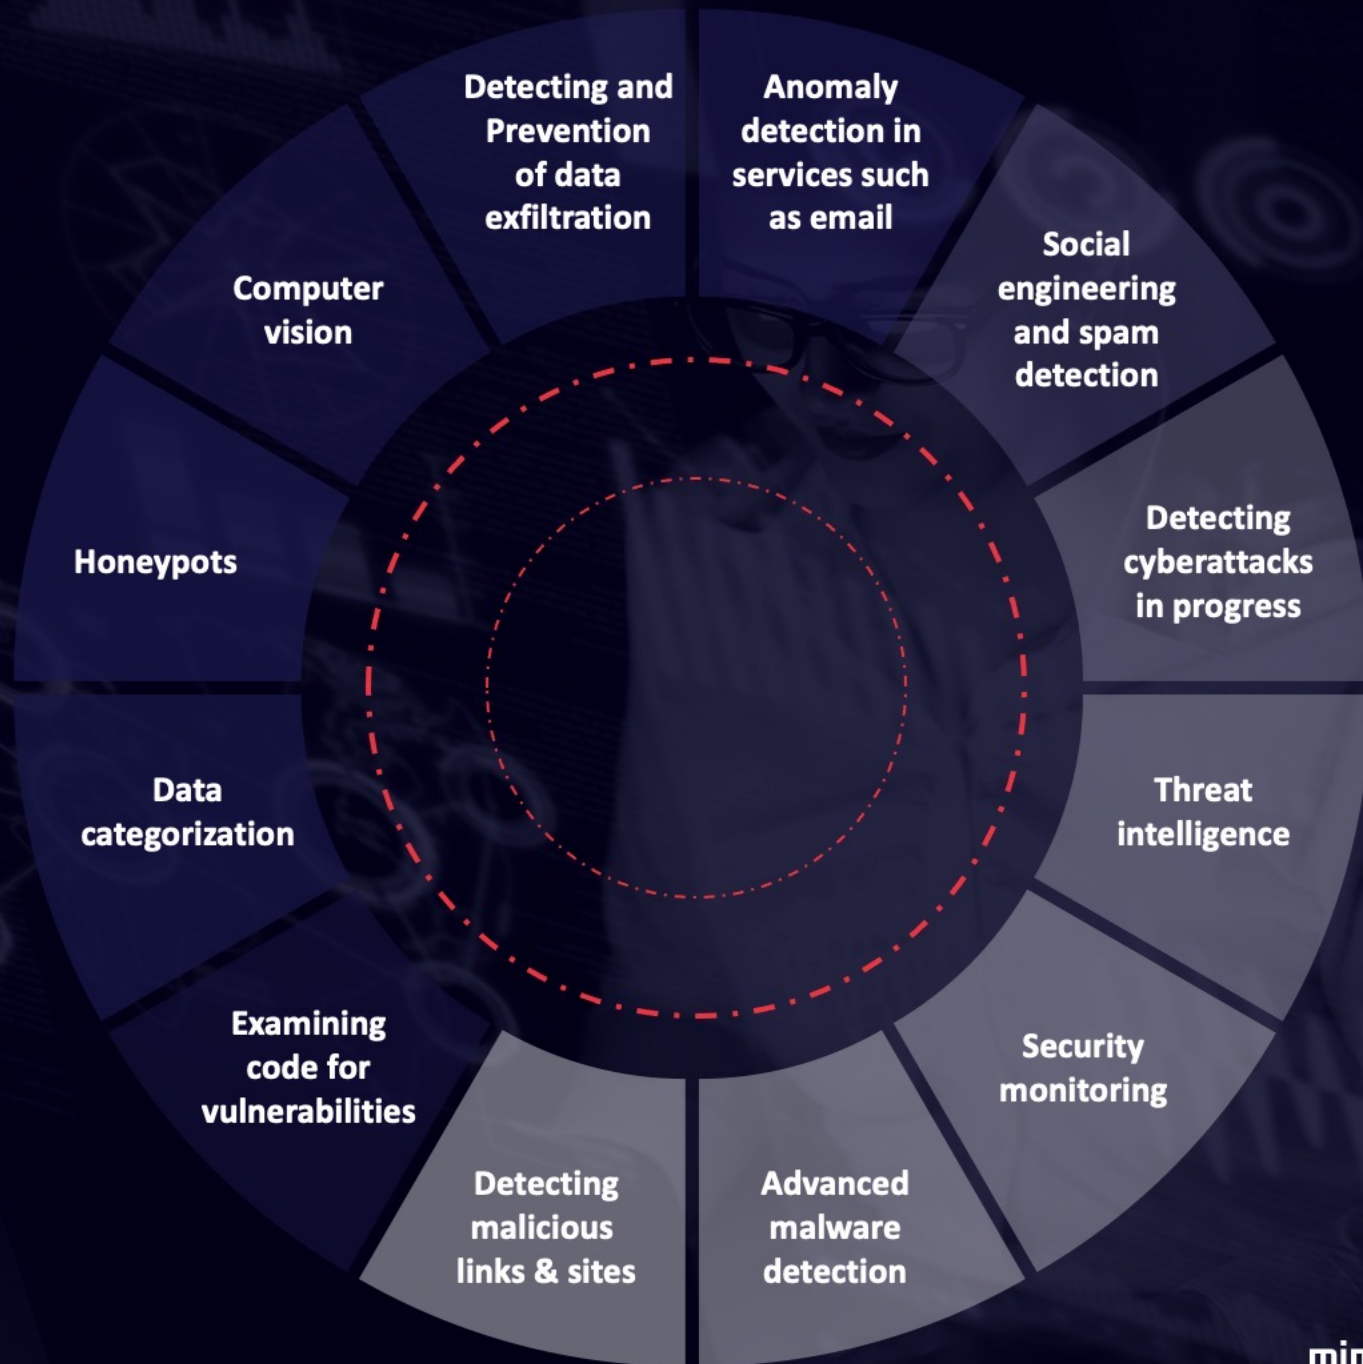 Detecting and
Prevention
of data
exfiltration
Anomaly
detection in
services such
as email
Social
engineering
and spam
detection
Detecting
cyberattacks
in progress
Threat
intelligence
Security
monitoring
Advanced
malware
detection
Detecting
malicious
links & sites
Examining
code for
vulnerabilities
Data
categorization
Honeypots
Computer
vision